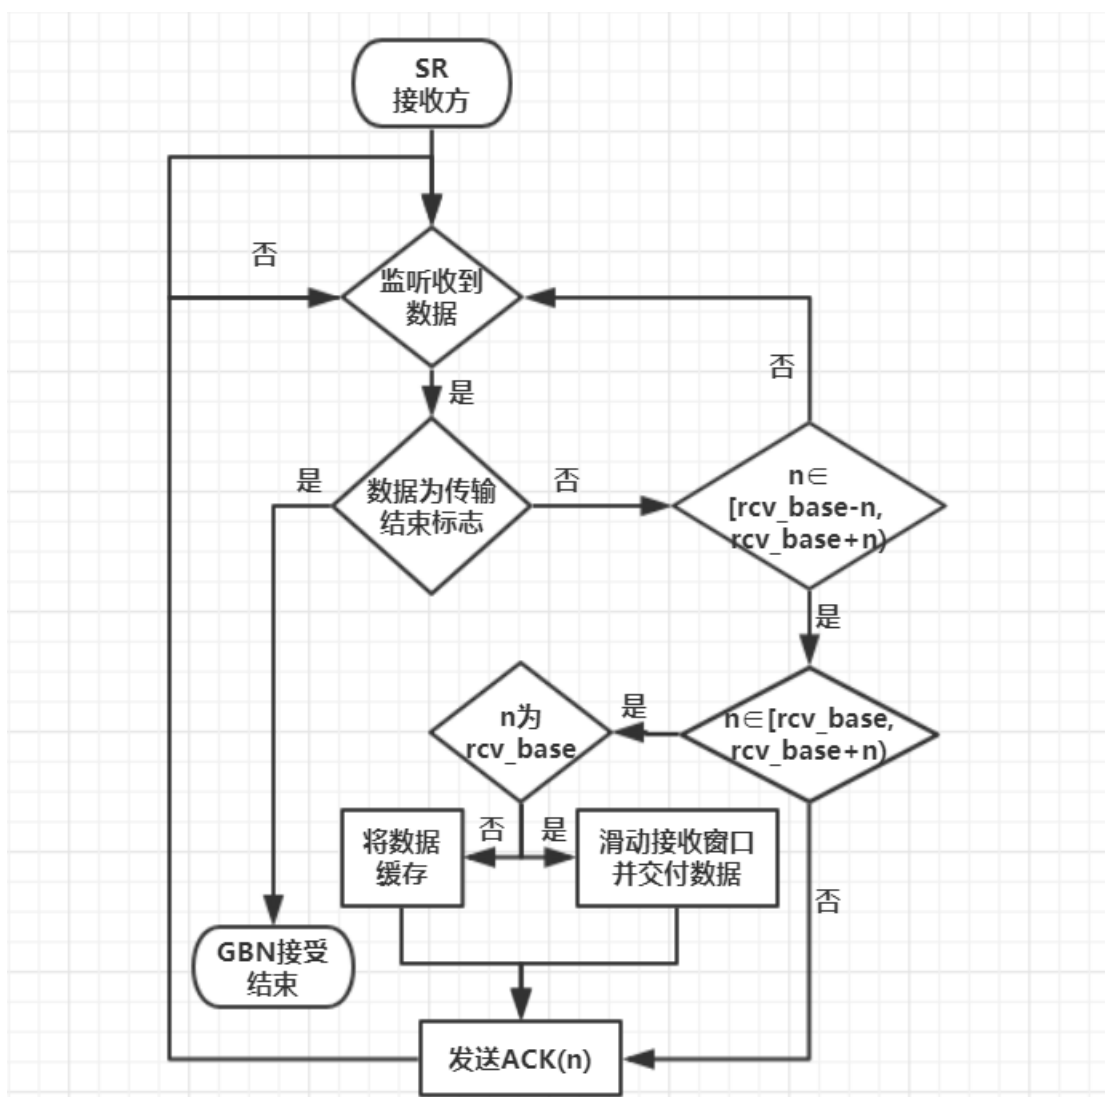 SR
接收方
否
监听收到
数据
否
是
是
数据为传输
结束标志
否
n∈
[rcv_base-n,
rcv_base+n)
是
n为
rcv_base
是
n∈[rcv_base,
rcv_base+n)
将数据
缓存
否
是
滑动接收窗口
并交付数据
否
GBN接受
结束
发送ACK(n)